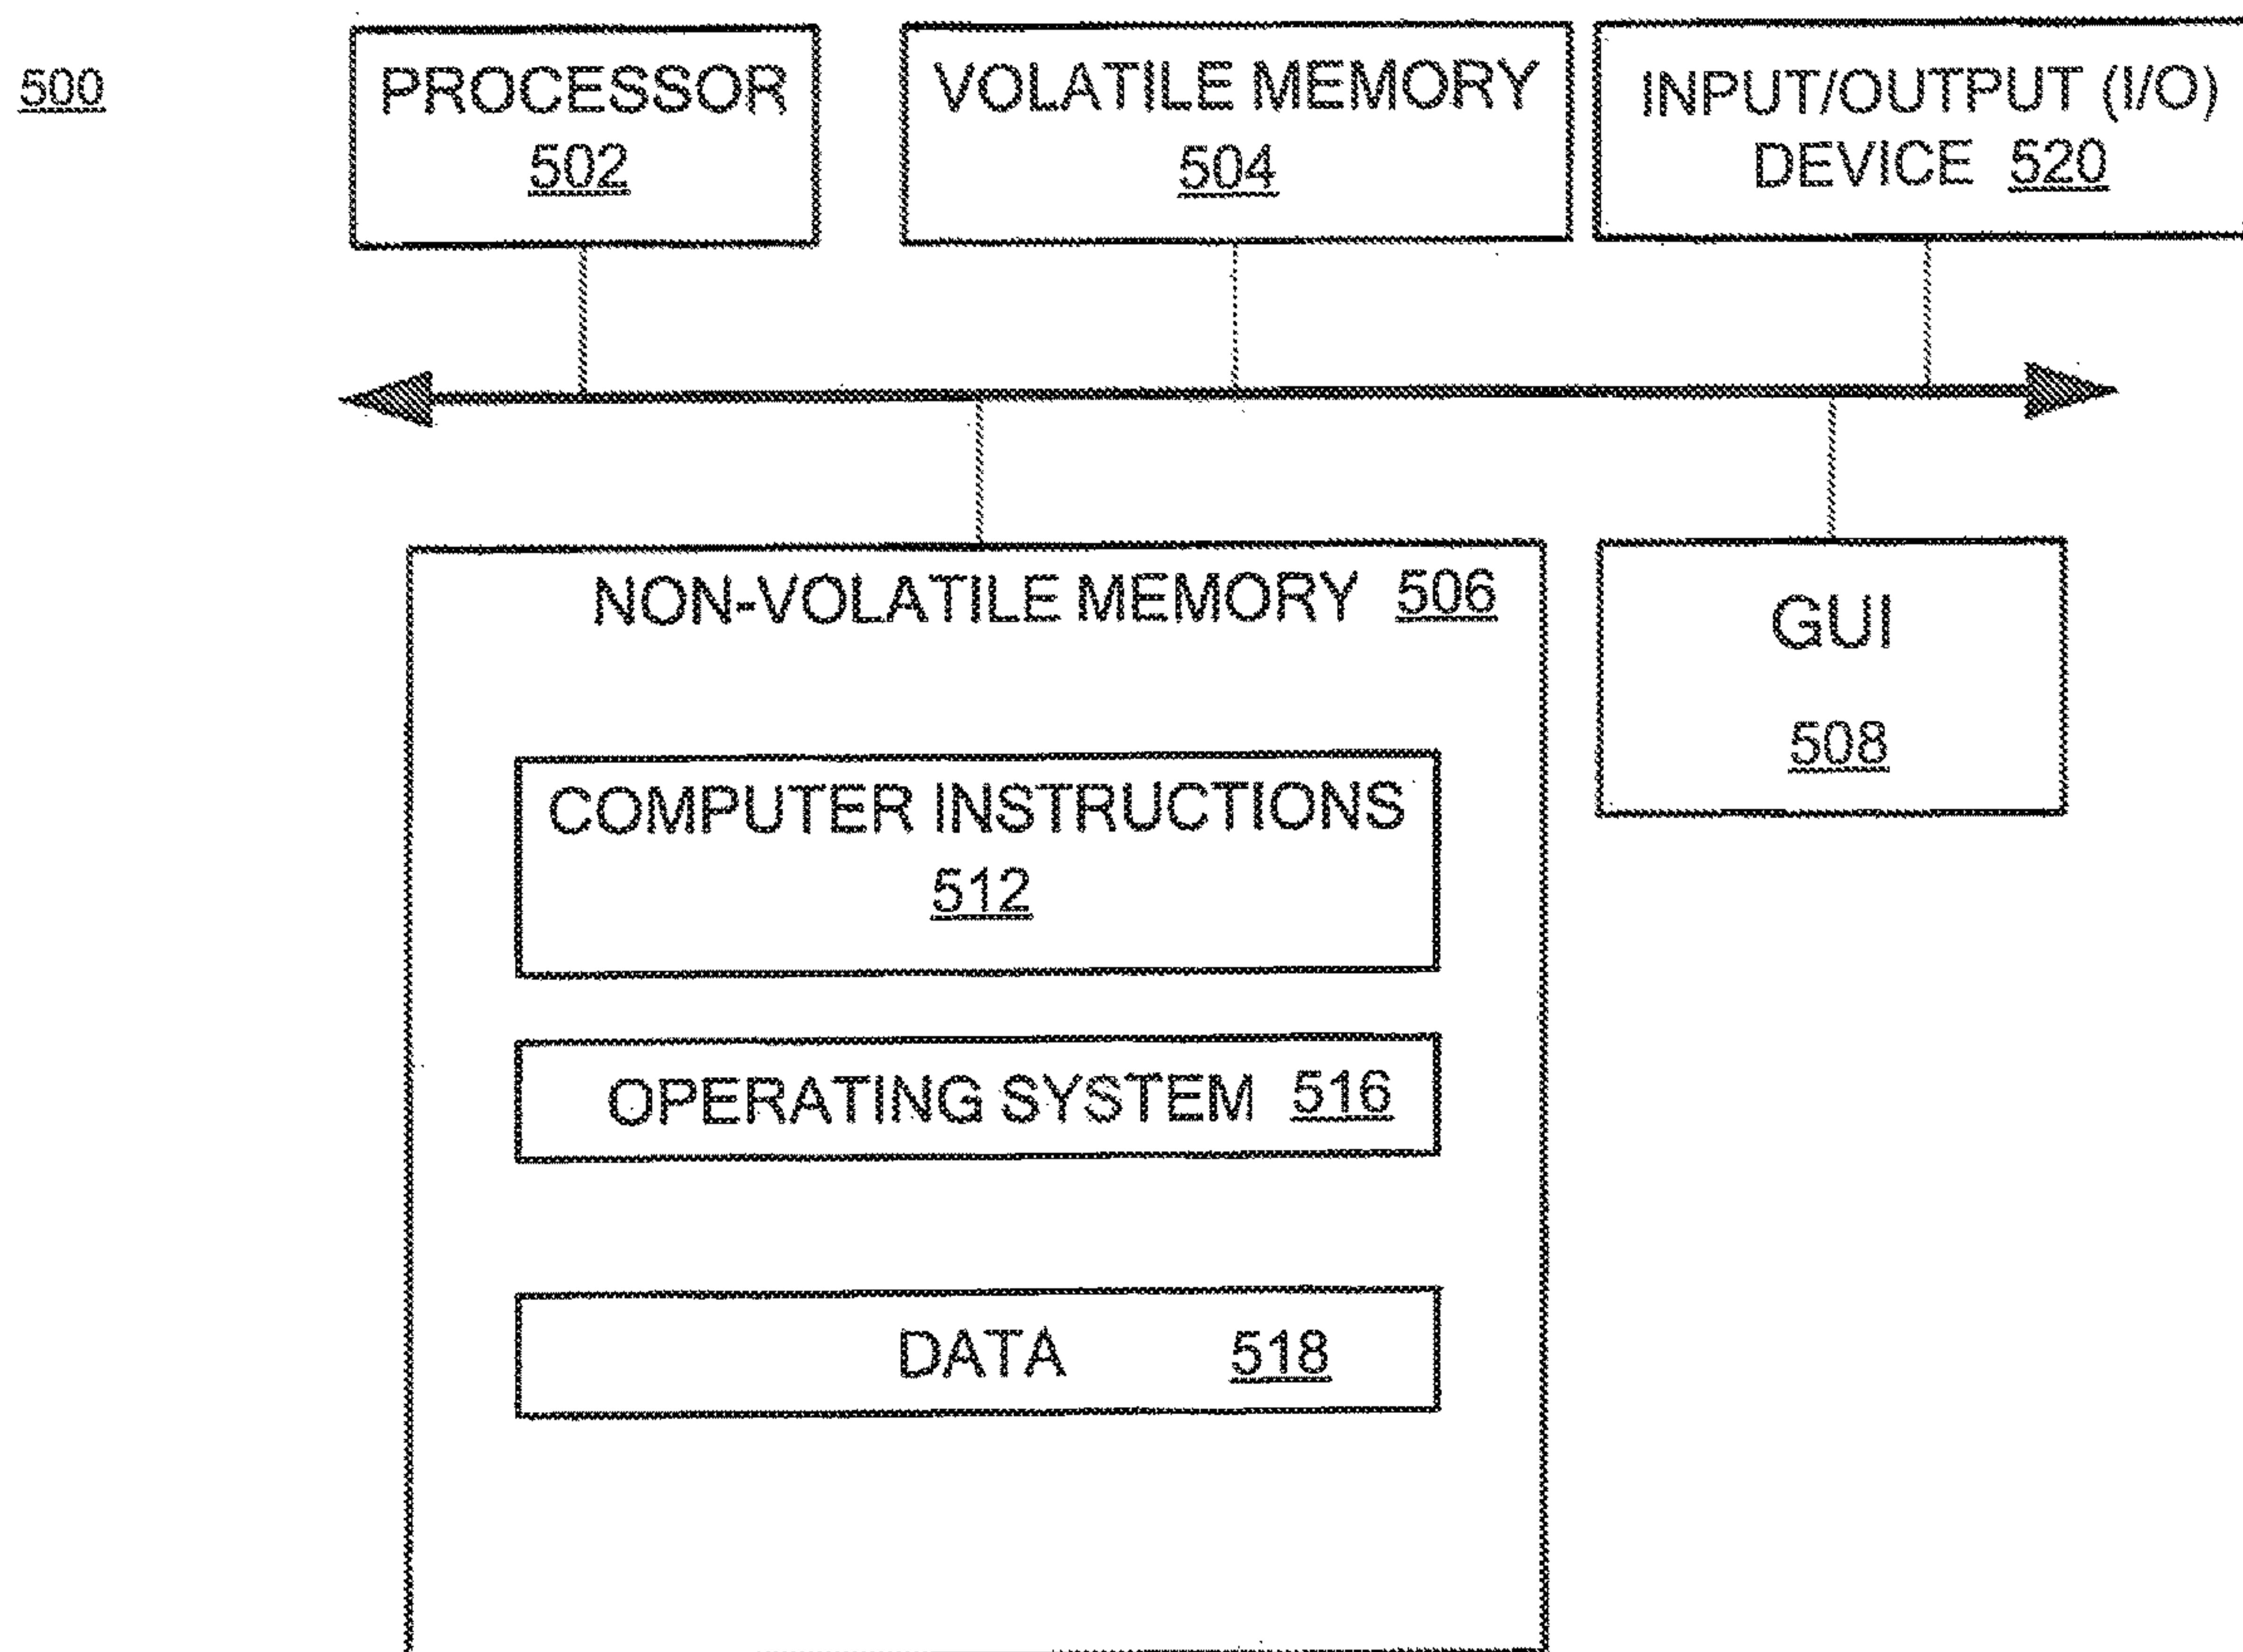 500
PROCESSOR
502
VOLATILE MEMORY
504
INPUT/OUTPUT (I/O)
DEVICE 520
NON-VOLATILE MEMORY 506
GUI
508
COMPUTER INSTRUCTIONS
512
OPERATING SYSTEM 516
DATA 518